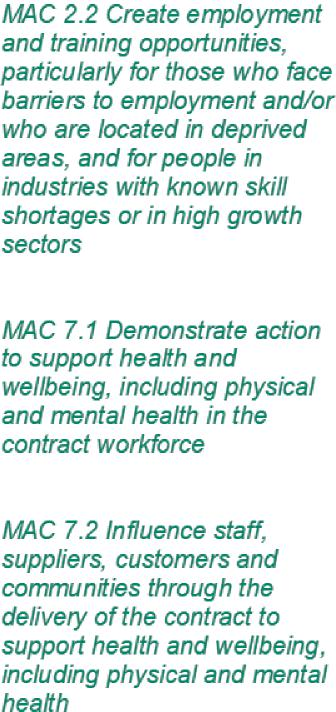 MAC 2.2 Create employment
and training opportunities,
particularly for those who face
barriers to employment and/or
who are located in deprived
areas, and for people in
industries with known skill
shortages or in high growth
sectors
MAC 7.1 Demonstrate action
to support health and
wellbeing, including physical
and mental health in the
contract workforce
MAC 7.2 Influence staff,
suppliers, customers and
communities through the
delivery of the contract to
support health and wellbeing,
including physical and mental
health